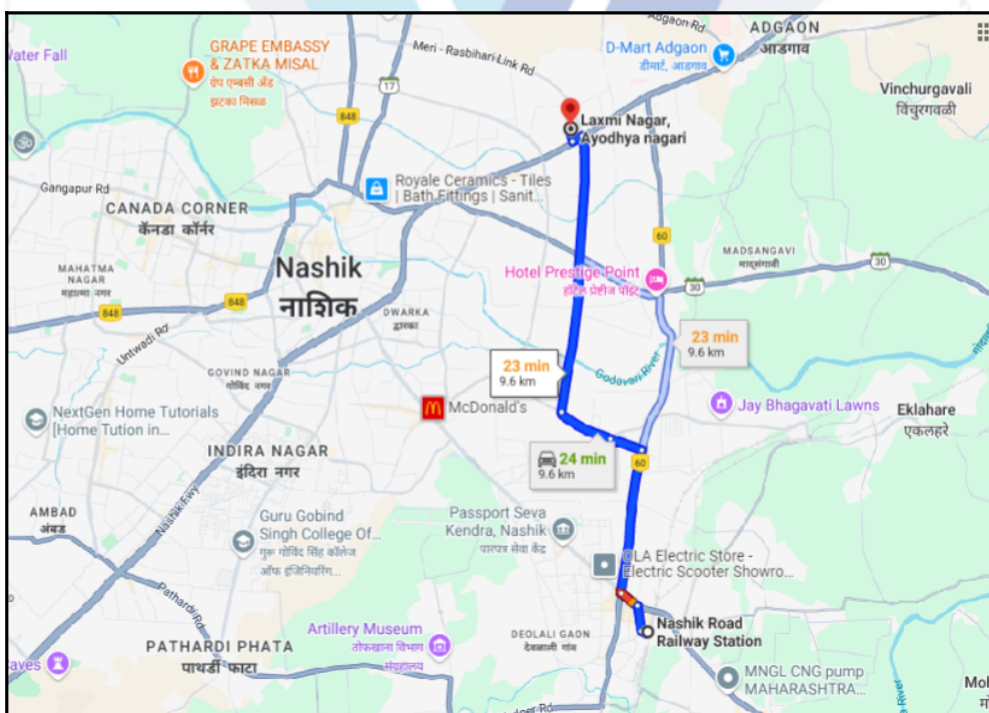 Adgaon Rd
ADGAON
आडगाव
Water Fall
GRAPE EMBASSY
& ZATKA MISAL
ग्रेप एम्बसी अँड
झटका मिसळ
Meri - Rasbihari Link Rd
D-Mart Adgaon
डीमार्ट, आडगाव
17
Vinchurgavali
विंचुरगवळी
848
Laxmi Nagar,
Ayodhya nagari
Gangapur Rd
Royale Ceramics - Tiles
| Bath Fittings | Sanit...
CANADA CORNER
कॅनडा कॉर्नर
848
60
MADSANGAVI
माद्संगावी
30
Nashik
नाशिक
MAHATMA
NAGAR
महात्मा नगर
Hotel Prestige Point
हॉटेल प्रेस्टीज पॉइंट
30
848
848
DWARKA
द्वारका
Untwadi Rd
23 min
9.6 km
23 min
9.6 km
Godavari River
GOVIND NAGAR
गोविंद नगर
McDonald's
Jay Bhagavati Lawns
Eklahare
एकलहरे
NextGen Home Tutorials
[Home Tution in...
INDIRA NAGAR
इंदिरा नगर
24 min
9.6 km
60
Nashik Fwy
AMBAD
अंबड
Guru Gobind
Singh College Of...
गुरू गोविंद सिंह कॉलेज
ऑफ इंजिनियरिंग...
Passport Seva
Kendra, Nashik
पारपत्र सेवा केंद्र
OLA Electric Store -
Electric Scooter Showro...
Pathardi Rd
Nashik Road
Railway Station
PATHARDI PHATA
पाथर्डी फाटा
Artillery Museum
तोफखाना विभाग
संग्रहालय
DEOLALI GAON
देवळाली गांव
aves
MNGL CNG pump
MAHARASHTRA...
River